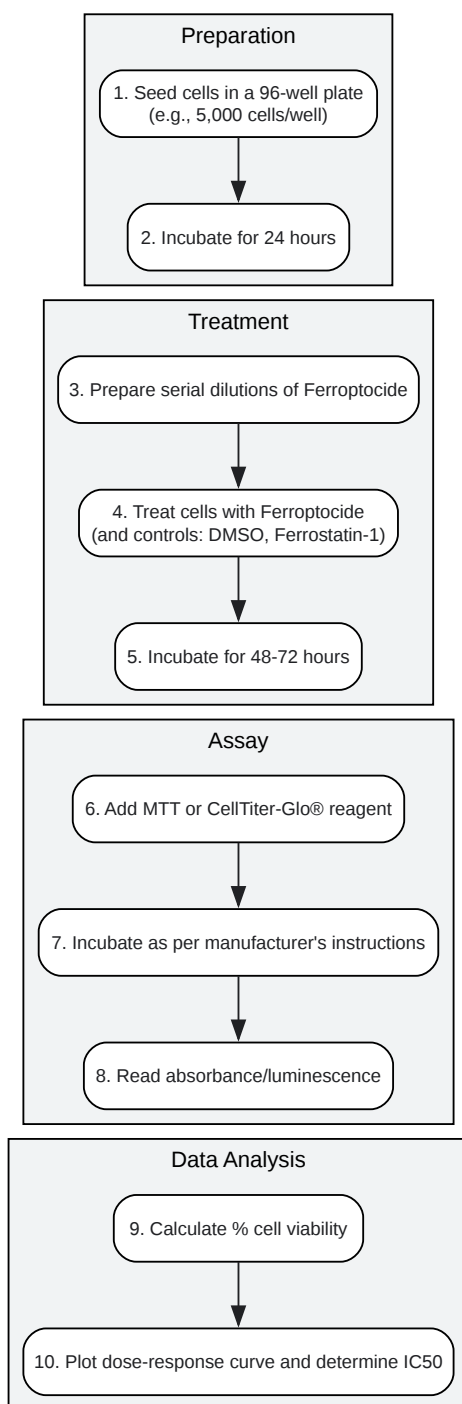 Preparation
1. Seed cells in a 96-well plate
(e.g., 5,000 cells/well)
2. Incubate for 24 hours
Treatment
3. Prepare serial dilutions of Ferroptocide
4. Treat cells with Ferroptocide
(and controls: DMSO, Ferrostatin-1)
5. Incubate for 48-72 hours
Assay
6. Add MTT or CellTiter-Glo® reagent
7. Incubate as per manufacturer's instructions
8. Read absorbance/luminescence
Data Analysis
9. Calculate % cell viability
10. Plot dose-response curve and determine IC50